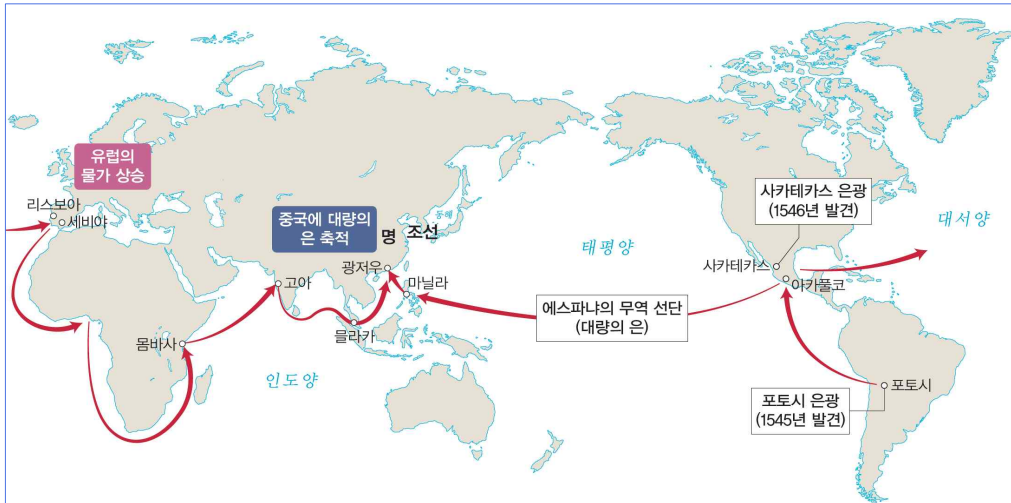 유럽의
물가 상승
리스보아
세비야
중국에 대량의
은 축적
명
조선
동해
광저우
고아
마닐라
믈라카
몸바사
인도양
태평양
에스파냐의 무역 선단
(대량의 은)
사카테카스 은광
(1546년 발견)
대서양
사카테카스
아카풀코
포토시
포토시 은광
(1545년 발견)